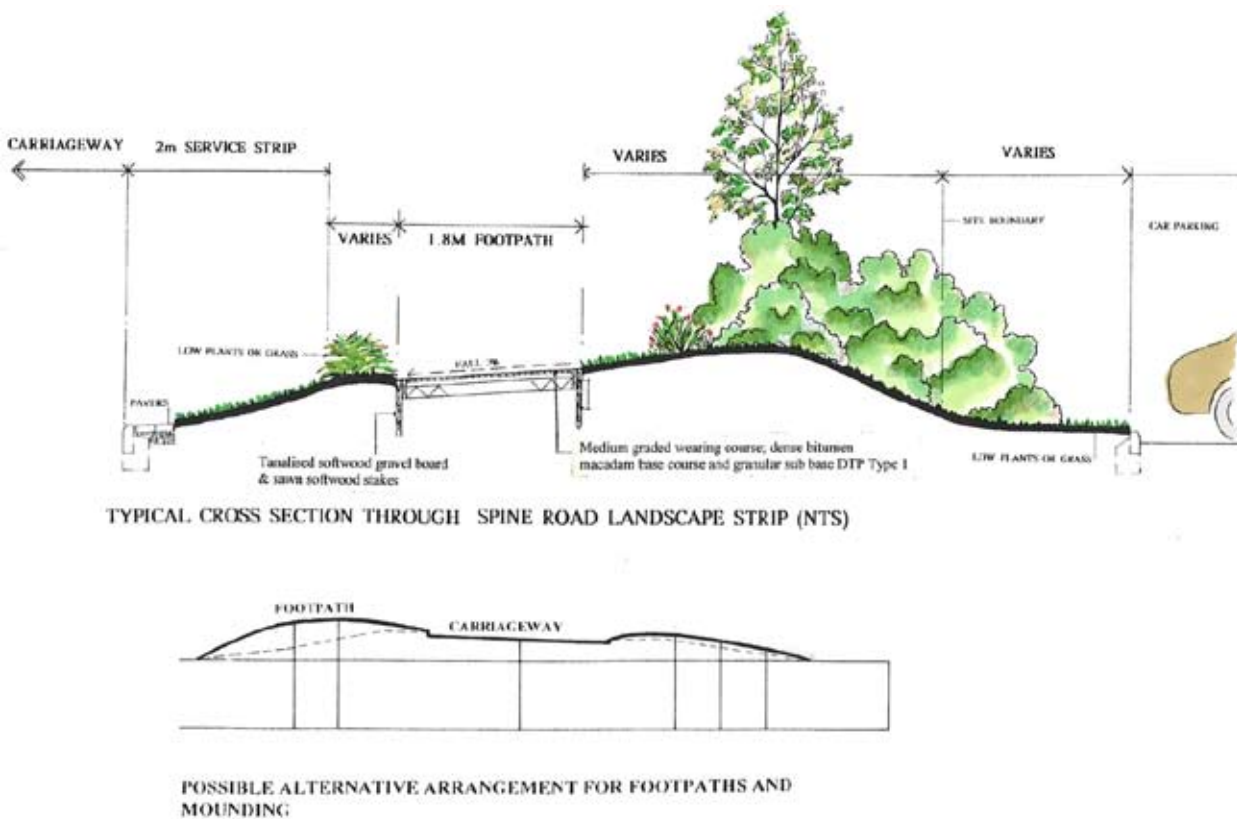 CARRIAGEWAY
2m SERVICE STRIP
VARIES
VARIES
VARIES
1.8M FOOTPATH
SITE BOUNDARY
CAR PARKING
LOW PLANTS OR GRASS
FALL
PAVERS
Tanalised softwood gravel board
& sawn softwood stakes
Medium graded wearing course; dense bitumen
macadam base course and granular sub base DTP Type 1
LOW PLANTS OR GRASS
TYPICAL CROSS SECTION THROUGH SPINE ROAD LANDSCAPE STRIP (NTS)
FOOTPATH
CARRIAGEWAY
POSSIBLE ALTERNATIVE ARRANGEMENT FOR FOOTPATHS AND
MOUNDING